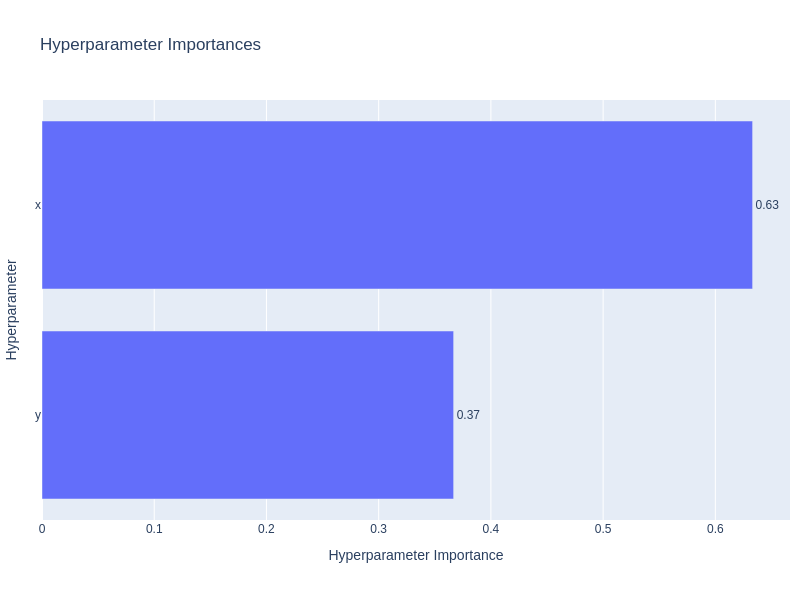 Hyperparameter Importances
Hyperparameter
x
0.63
y
0.37
0 0.1 0.2 0.3 0.4 0.5 0.6
Hyperparameter Importance